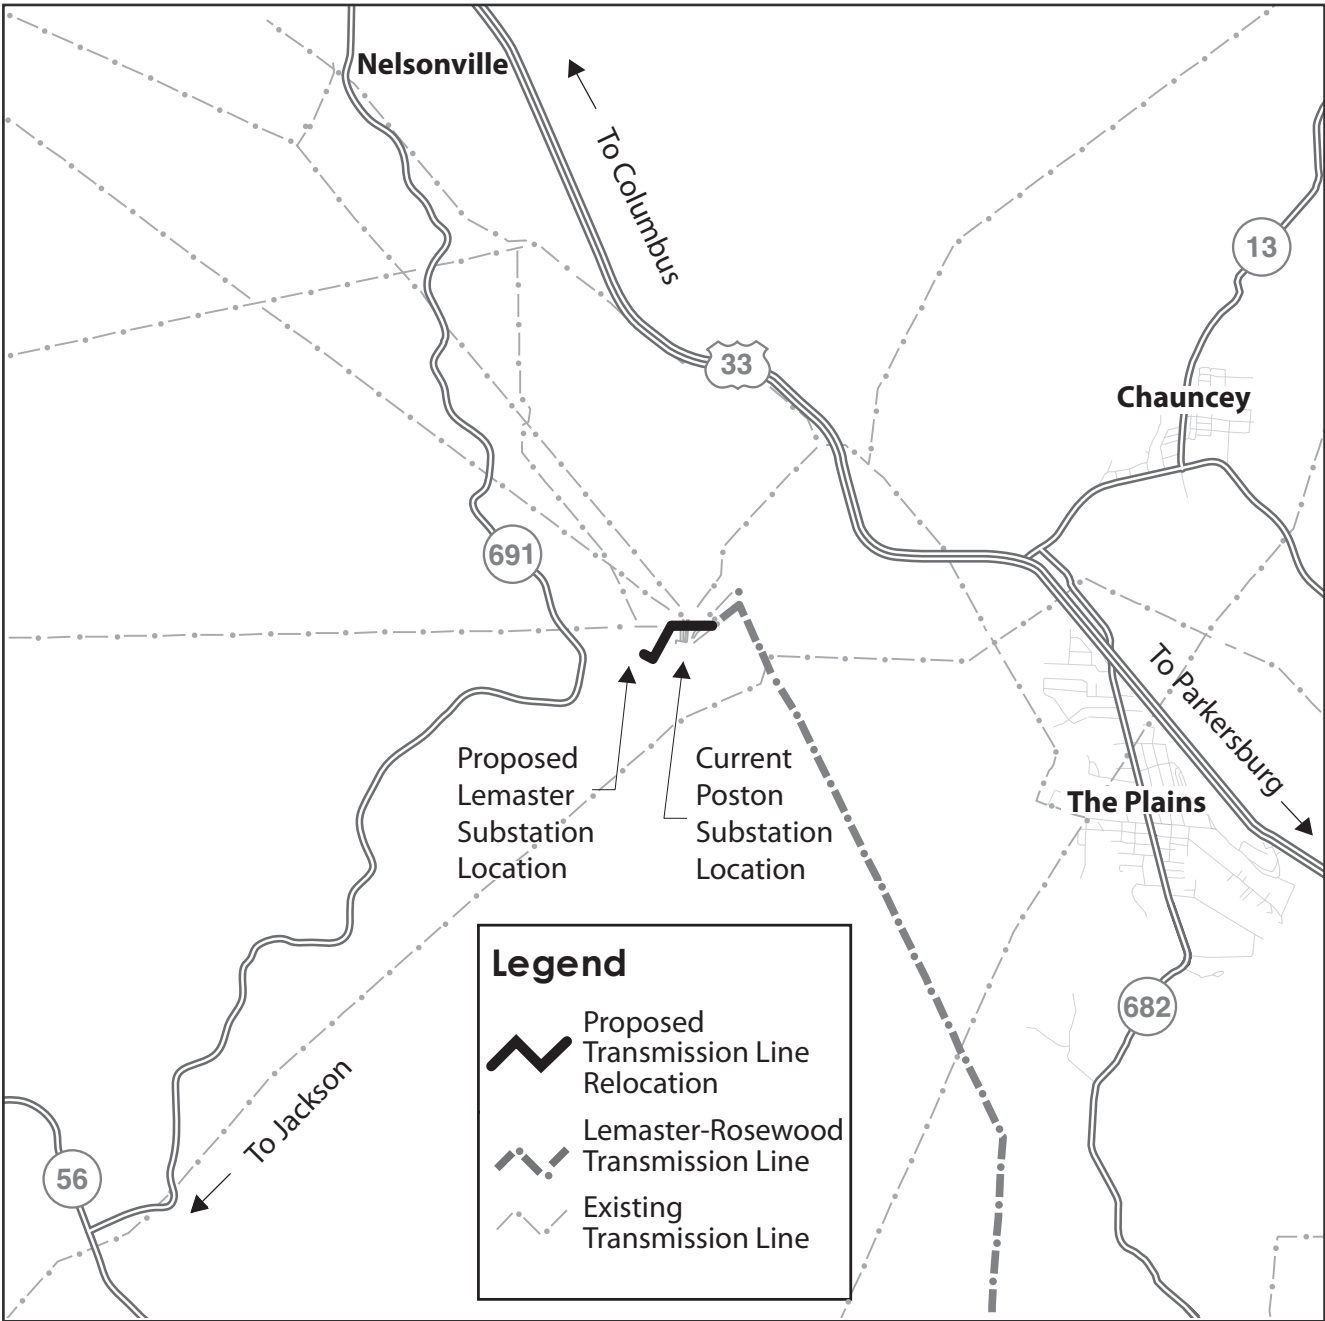 Nelsonville
To Columbus
13
33
Chauncey
691
To Parkersburg
Proposed
Lemaster
Substation
Location
Current
Poston
Substation
Location
The Plains
Legend
Proposed
Transmission Line
Relocation
Lemaster-Rosewood
Transmission Line
Existing
Transmission Line
682
To Jackson
56